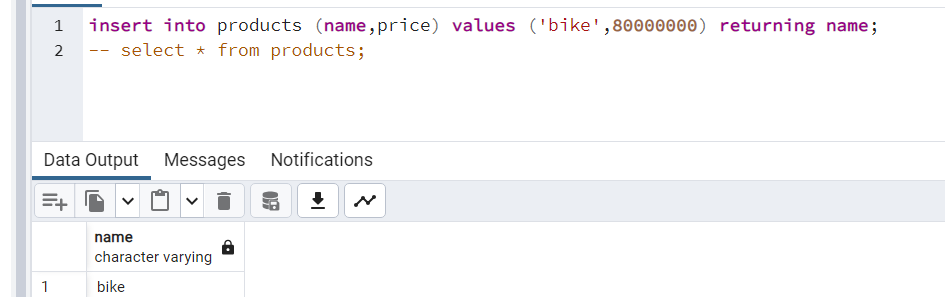 1 insert into products (name,price) values ('bike',80000000) returning name;
2 -- select * from products;
Data Output Messages Notifications
name
character varying
1 bike